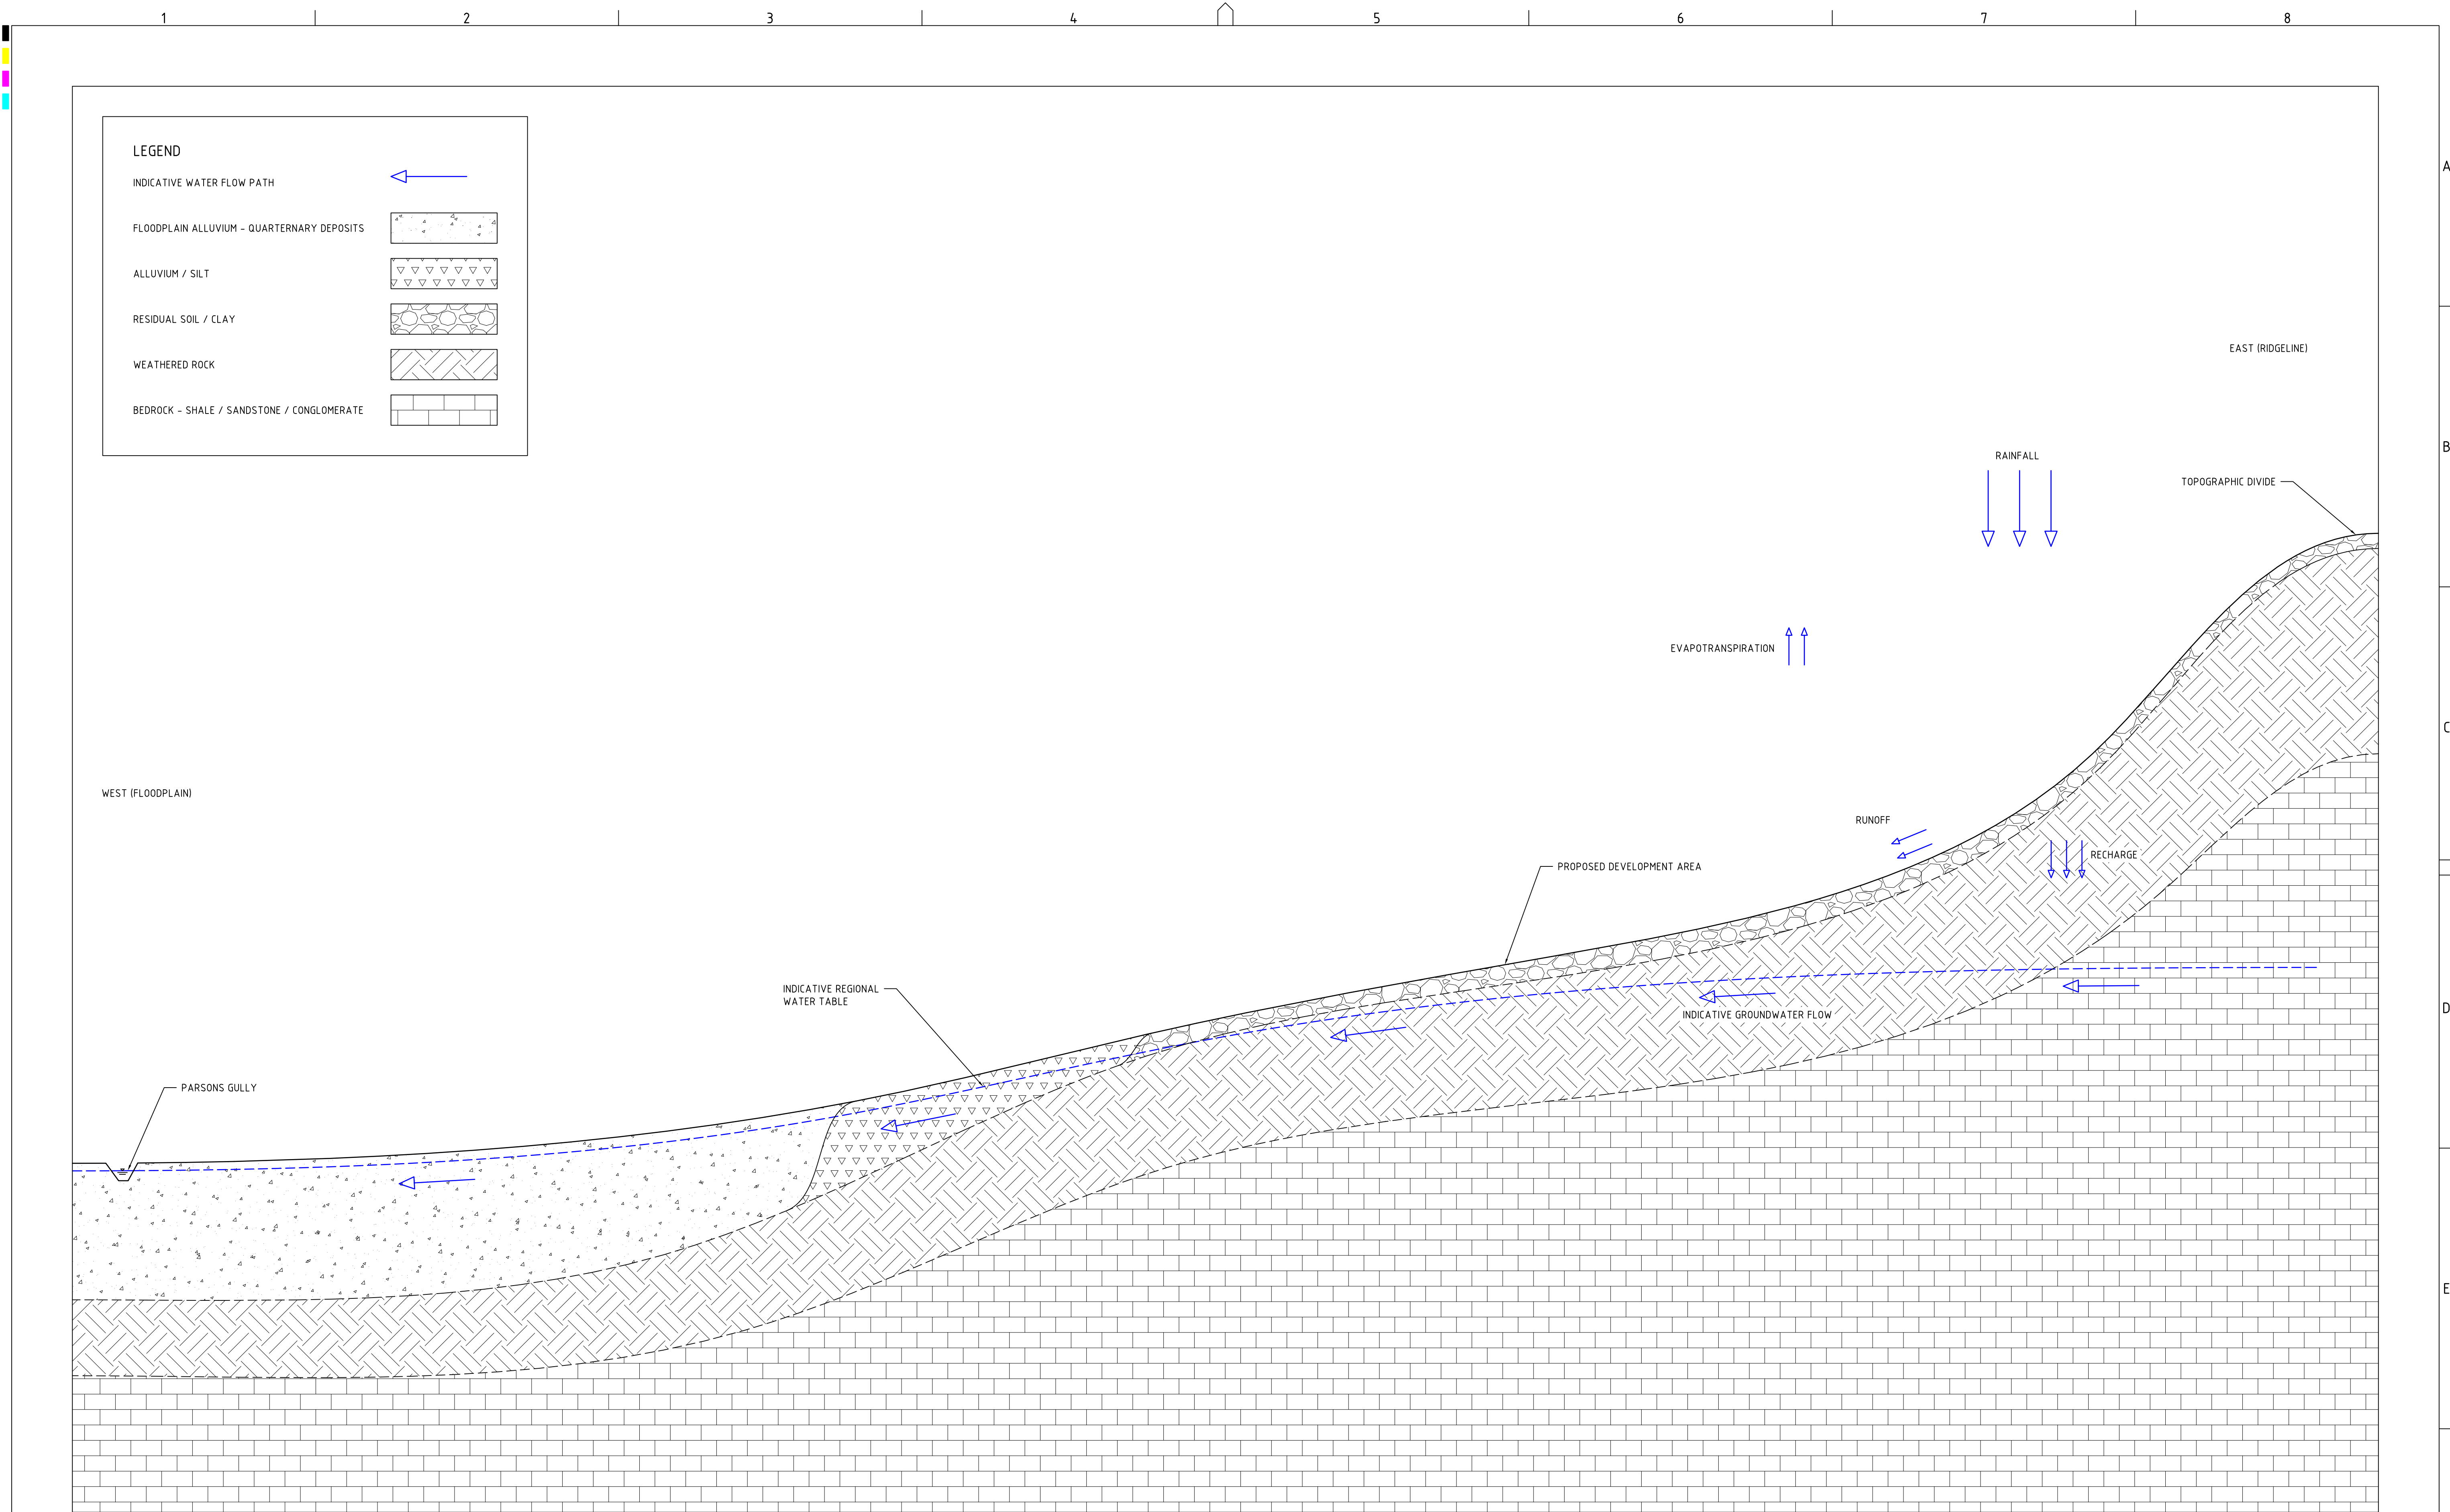 1 2 3 4 5 6 7 8
LEGEND
INDICATIVE WATER FLOW PATH
FLOODPLAIN ALLUVIUM - QUARTERNARY DEPOSITS
ALLUVIUM / SILT
RESIDUAL SOIL / CLAY
WEATHERED ROCK
BEDROCK - SHALE / SANDSTONE / CONGLOMERATE
A
EAST (RIDGELINE)
B
RAINFALL
TOPOGRAPHIC DIVIDE
EVAPOTRANSPIRATION
C
WEST (FLOODPLAIN)
RUNOFF
RECHARGE
PROPOSED DEVELOPMENT AREA
INDICATIVE REGIONAL
WATER TABLE
D
INDICATIVE GROUNDWATER FLOW
PARSONS GULLY
E